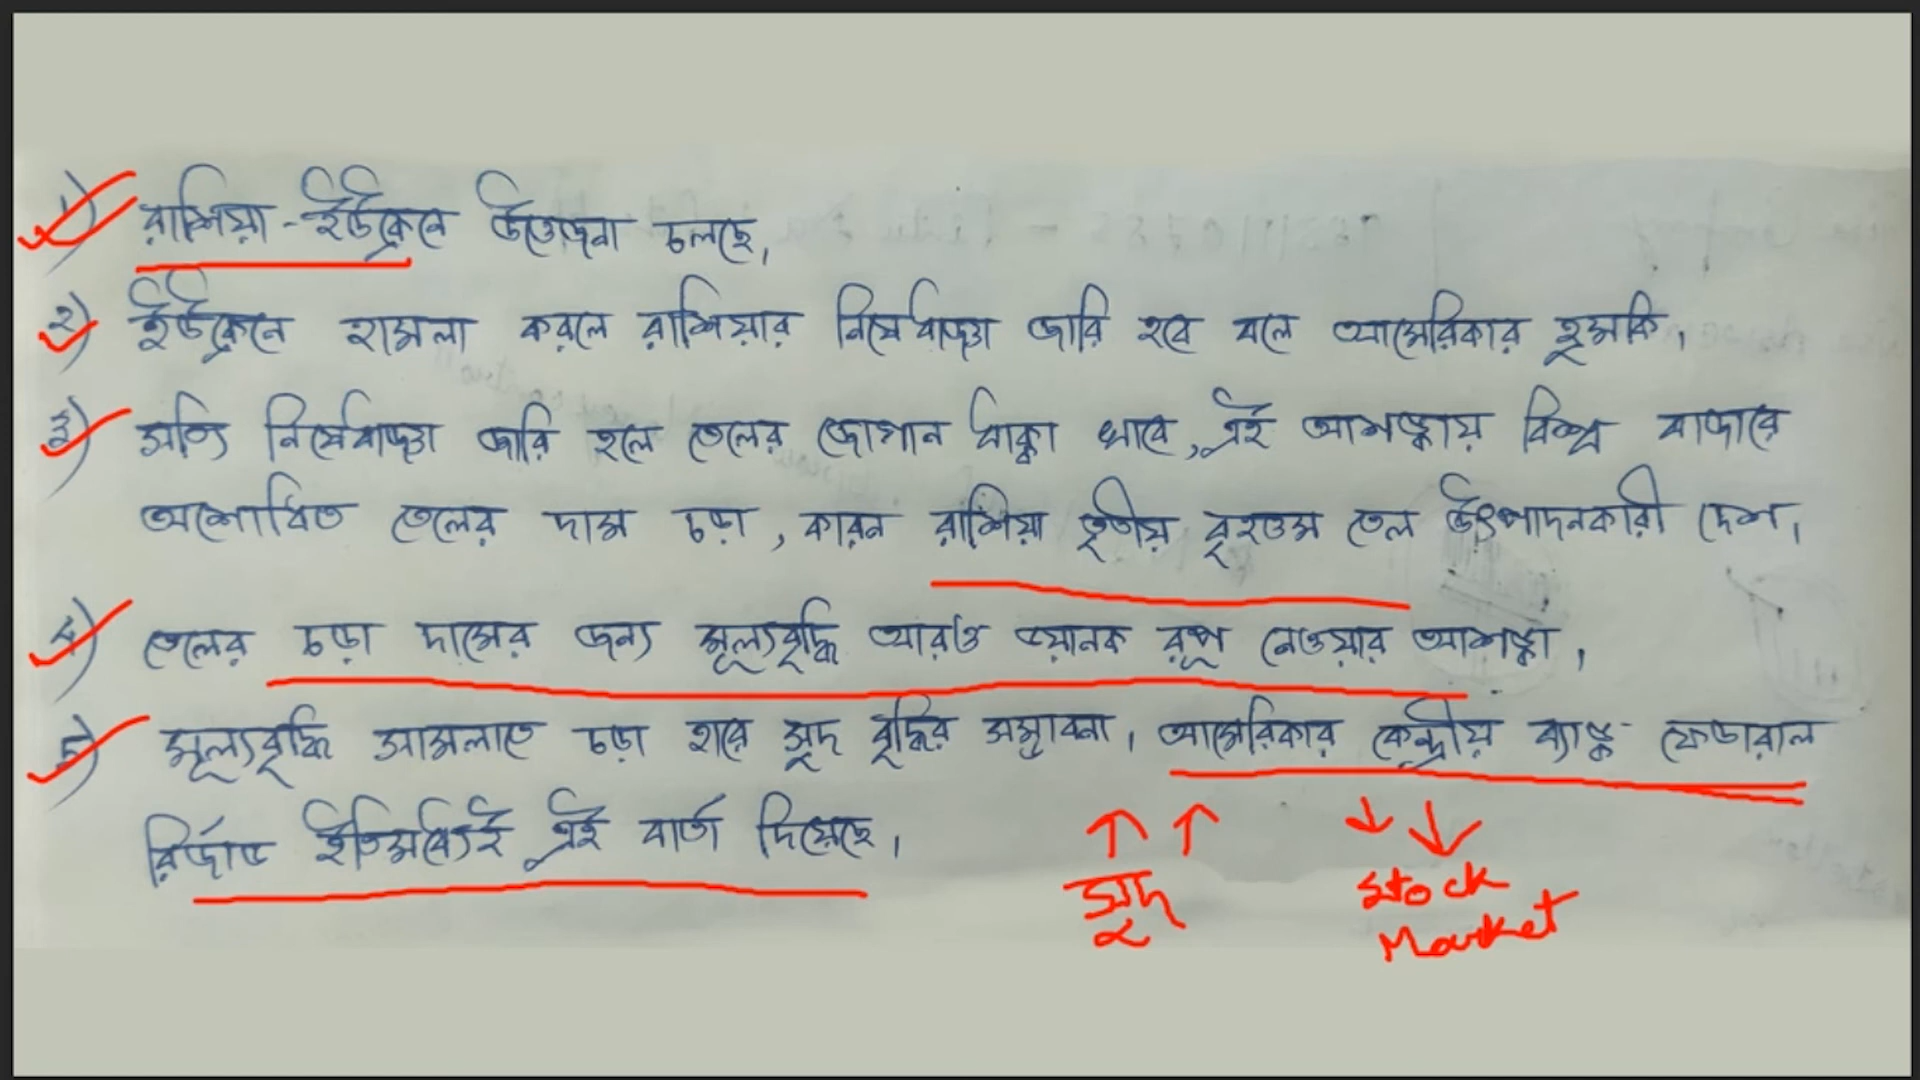 ১) রাশিয়া - ইউক্রেনে উত্তেজনা চলছে,
২) ইউক্রেনে হামলা করলে রাশিয়ার নিষেধাজ্ঞা জারি হবে বলে আমেরিকার হুমকি,
৩) সত্যি নিষেধাজ্ঞা জারি হলে তেলের জোগান ধাক্কা খাবে, এই আশঙ্কায় বিশ্ব বাজারে
অশোধিত তেলের দাম চড়া, কারন রাশিয়া তৃতীয় বৃহত্তম তেল উৎপাদনকারী দেশ,
৪) তেলের চড়া দামের জন্য মূল্যবৃদ্ধি আরও ভয়ানক রূপ নেওয়ার আশঙ্কা,
৫) মূল্যবৃদ্ধি সামলাতে চড়া হারে সুদ বৃদ্ধির সম্ভাবনা, আমেরিকার কেন্দ্রীয় ব্যাঙ্ক ফেডারাল
রির্জাভ ইতিমধ্যেই এই বার্তা দিয়েছে,
↑ ↑ ↓ ↓
সুদ Stock
Market